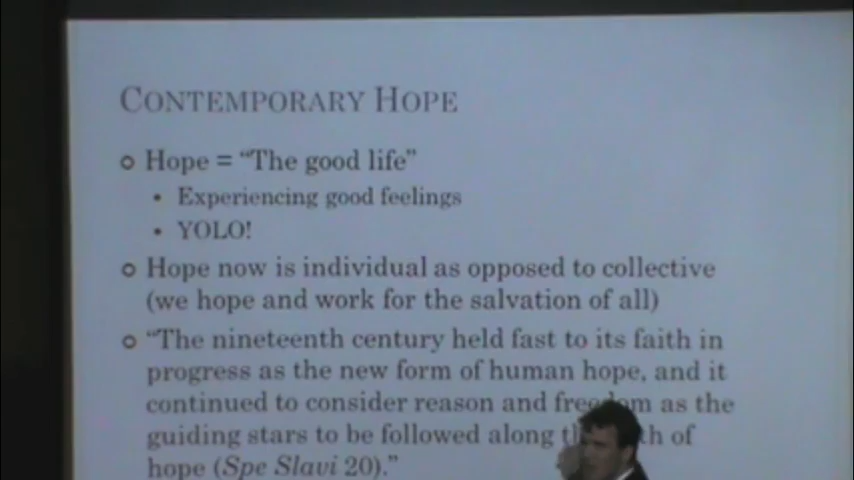 CONTEMPORARY HOPE
Hope = "The good life"
Experiencing good feelings
YOLO!
Hope now is individual as opposed to collective
(we hope and work for the salvation of all)
"The nineteenth century held fast to its faith in
progress as the new form of human hope, and it
continued to consider reason and freedom as the
guiding stars to be followed along of
hope (Spe Slavi 20)."